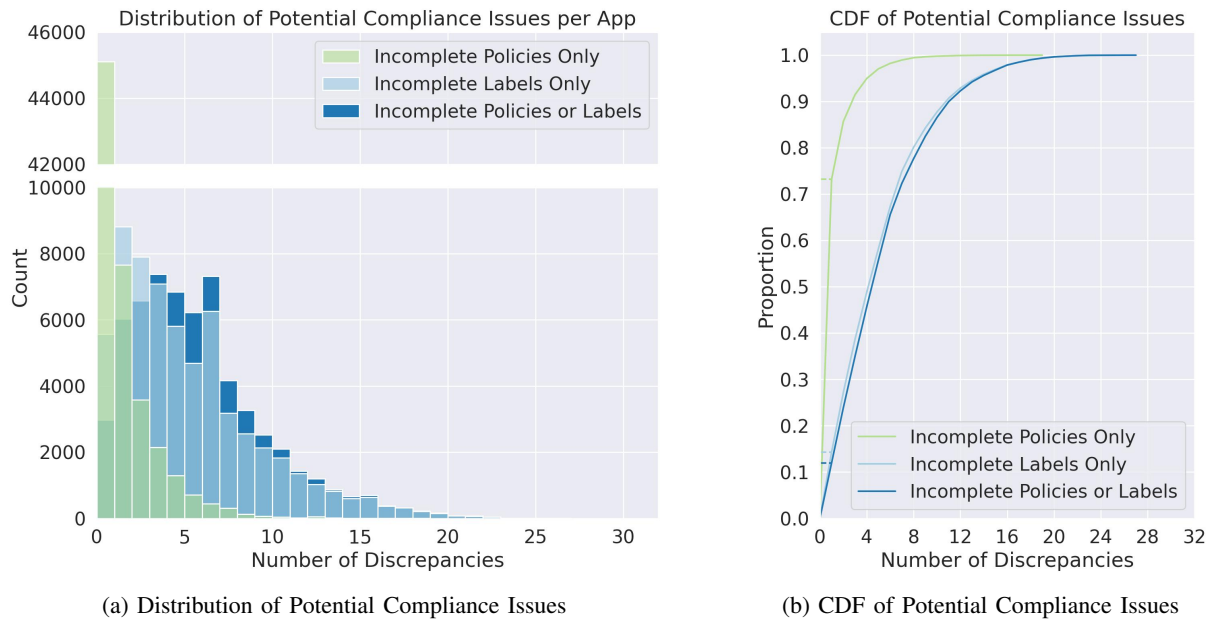 Distribution of Potential Compliance Issues per App
46000
44000
42000
10000
8000
6000
4000
2000
0
Count
Incomplete Policies Only
Incomplete Labels Only
Incomplete Policies or Labels
0 5 10 15 20 25 30
Number of Discrepancies
(a) Distribution of Potential Compliance Issues
CDF of Potential Compliance Issues
1.0
0.9
0.8
0.7
0.6
0.5
0.4
0.3
0.2
0.1
0.0
Proportion
Incomplete Policies Only
Incomplete Labels Only
Incomplete Policies or Labels
0 4 8 12 16 20 24 28 32
Number of Discrepancies
(b) CDF of Potential Compliance Issues